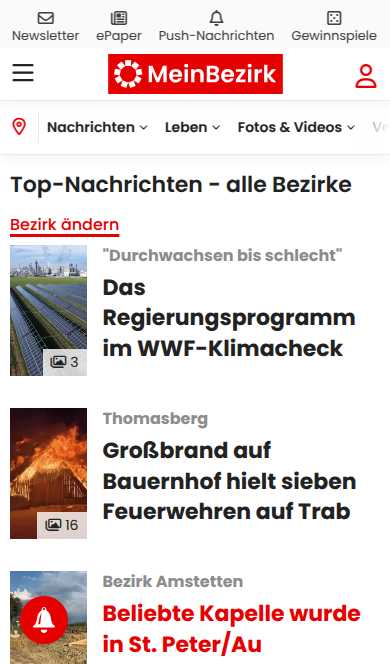 Newsletter ePaper Push-Nachrichten Gewinnspiele
MeinBezirk
Nachrichten Leben Fotos & Videos Ve
Top-Nachrichten - alle Bezirke
Bezirk ändern
"Durchwachsen bis schlecht"
Das
Regierungsprogramm
im WWF-Klimacheck
3
Thomasberg
Großbrand auf
Bauernhof hielt sieben
Feuerwehren auf Trab
16
Bezirk Amstetten
Beliebte Kapelle wurde
in St. Peter/Au